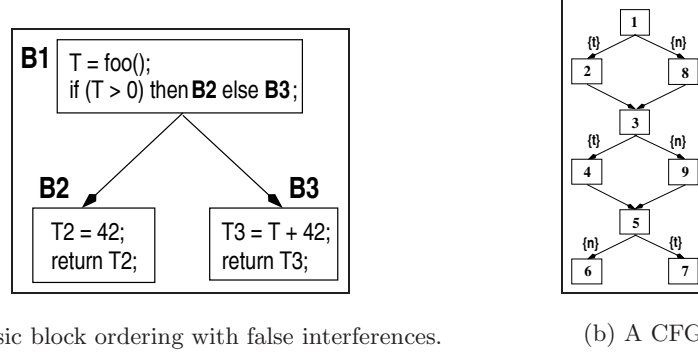 B1
T = foo();
if (T > 0) then B2 else B3;
B2
B3
T2 = 42;
return T2;
T3 = T + 42;
return T3;
1
{t} {n}
2 8
3
{t} {n}
4 9
5
{n} {t}
6 7
block ordering with false interferences.
(b) A CFG